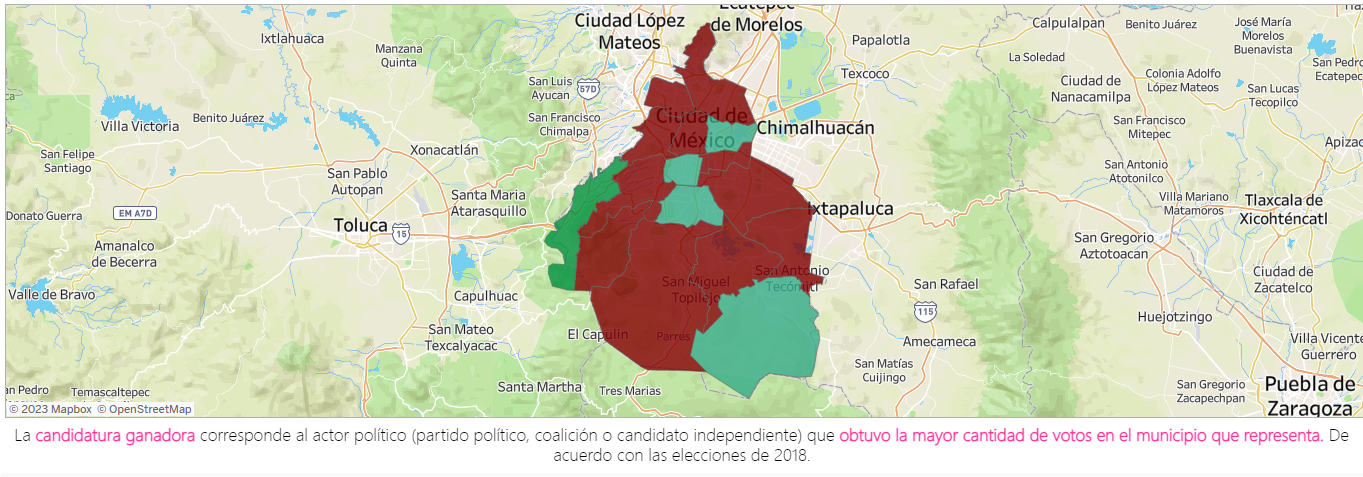 Ecatepec
Ciudad López
Mateos
de Morelos
Calpulalpan
Benito Juárez
José María
Morelos
Buenavista
Ixtlahuaca
Manzana
Quinta
Papalotla
La Soledad
San Pedro
Ecatepec
San Luis
Ayucan
57D
Texcoco
Ciudad de
Nanacamilpa
Colonia Adolfo
López Mateos
San Lucas
Tecopilco
Villa Victoria
Benito Juárez
San Francisco
Chimalpa
Ciudad de
México
Chimalhuacán
San Francisco
Mitepec
Apizac
San Felipe
Santiago
Xonacatlán
San Antonio
Atotonilco
San Pablo
Autopan
Santa María
Atarasquillo
Villa Mariano
Matamoros
Tlaxcala de
Xicohténcatl
Donato Guerra
EM A7D
Toluca
15
Ixtapaluca
Amanalco
de Becerra
San Gregorio
Aztotoacan
San Antonio
Tecómitl
Ciudad de
Zacatelco
Valle de Bravo
Capulhuac
San Miguel
Topilejo
San Rafael
115
Huejotzingo
San Mateo
Texcalyacac
El Capulin
Parres
Amecameca
Villa Vicente
Guerrero
San Matías
Cuijingo
an Pedro
Temascaltepec
Santa Martha
Tres Marias
San Gregorio
Zacapechpan
Puebla de
Zaragoza
© 2023 Mapbox © OpenStreetMap
La candidatura ganadora corresponde al actor político (partido político, coalición o candidato independiente) que obtuvo la mayor cantidad de votos en el municipio que representa. De
acuerdo con las elecciones de 2018.